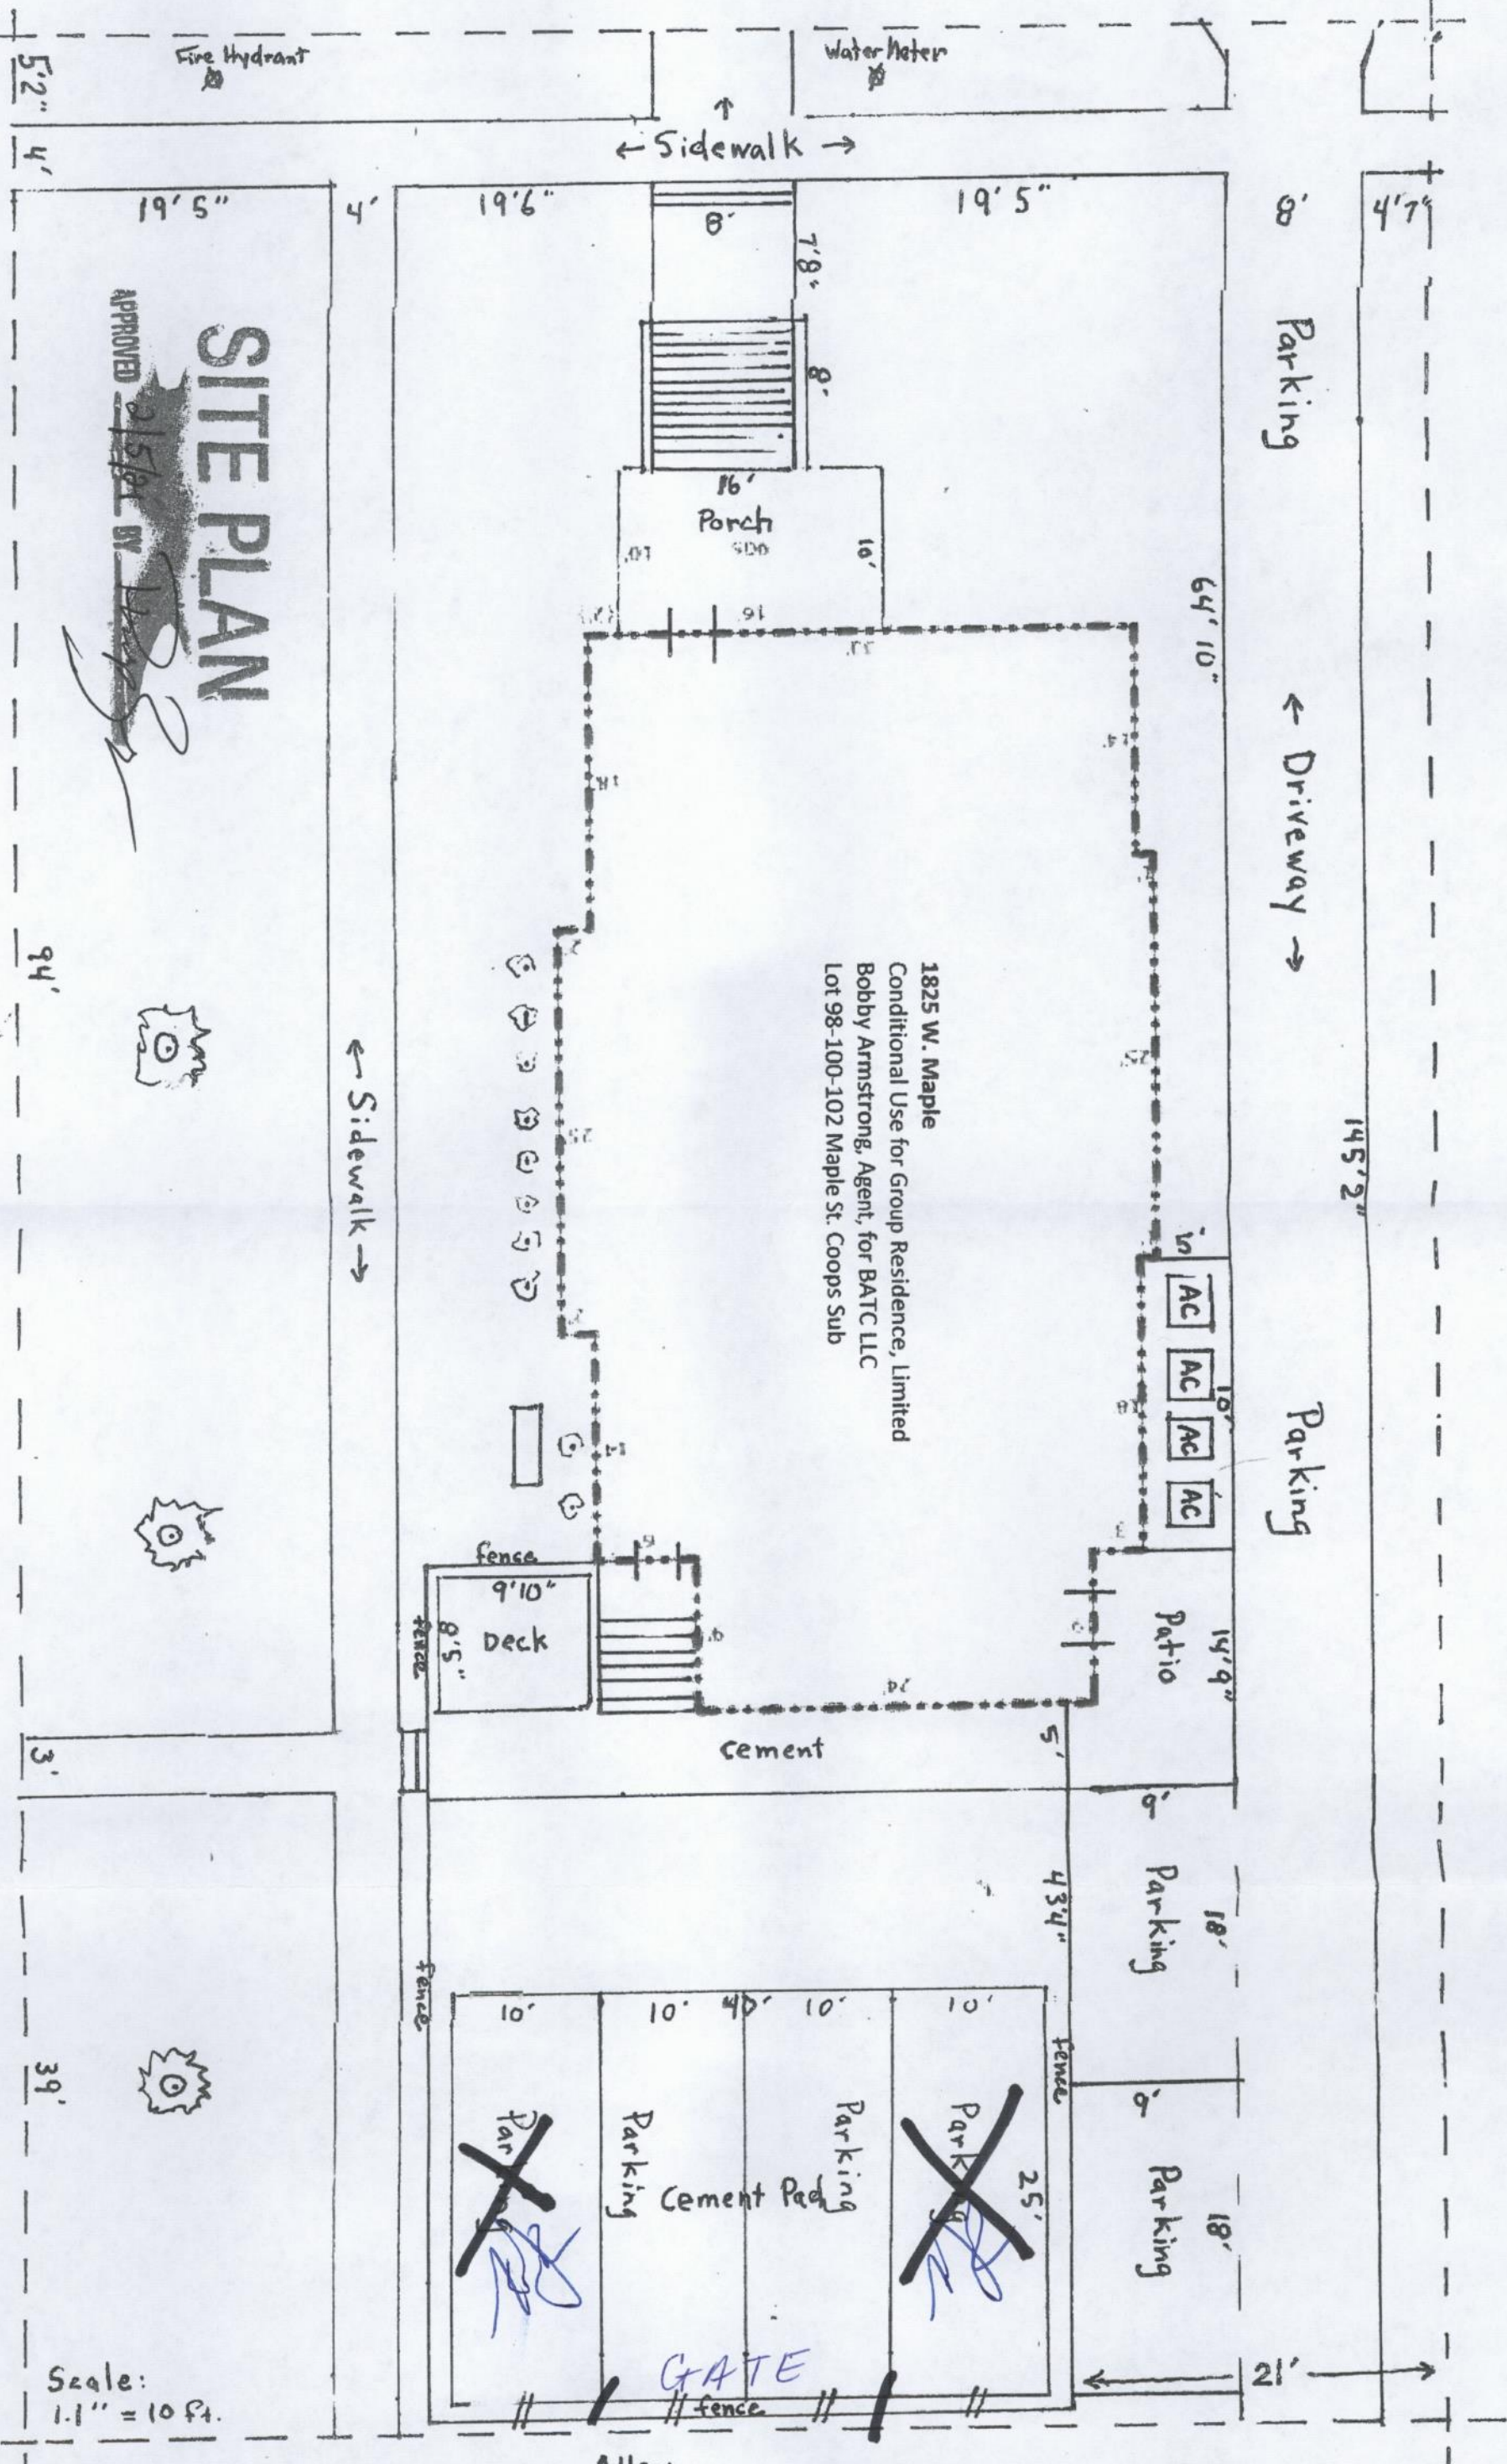 Fire Hydrant
Water Meter
5'2"
← Sidewalk →
4'
19'5"
4'
19'6"
8'
19'5"
8'
4'7"
7'8"
Parking
8'
SITE PLAN
APPROVED
BY
16'
Porch
10'
64' 10"
← Driveway →
94'
1825 W. Maple
Conditional Use for Group Residence, Limited
Bobby Armstrong, Agent, for BATC LLC
Lot 98-100-102 Maple St. Coops Sub
← Sidewalk →
145'2"
AC
AC
10'
AC
AC
Parking
fence
9'10"
Deck
8'5"
fence
Patio
14'9"
3'
cement
5'
43'4"
Parking
18'
fence
10'
10'
40'
10'
10'
fence
39'
Parking
Parking
Cement Pad
Parking
25'
Parking
18'
GATE
fence
21'
Scale:
1.1" = 10 ft.